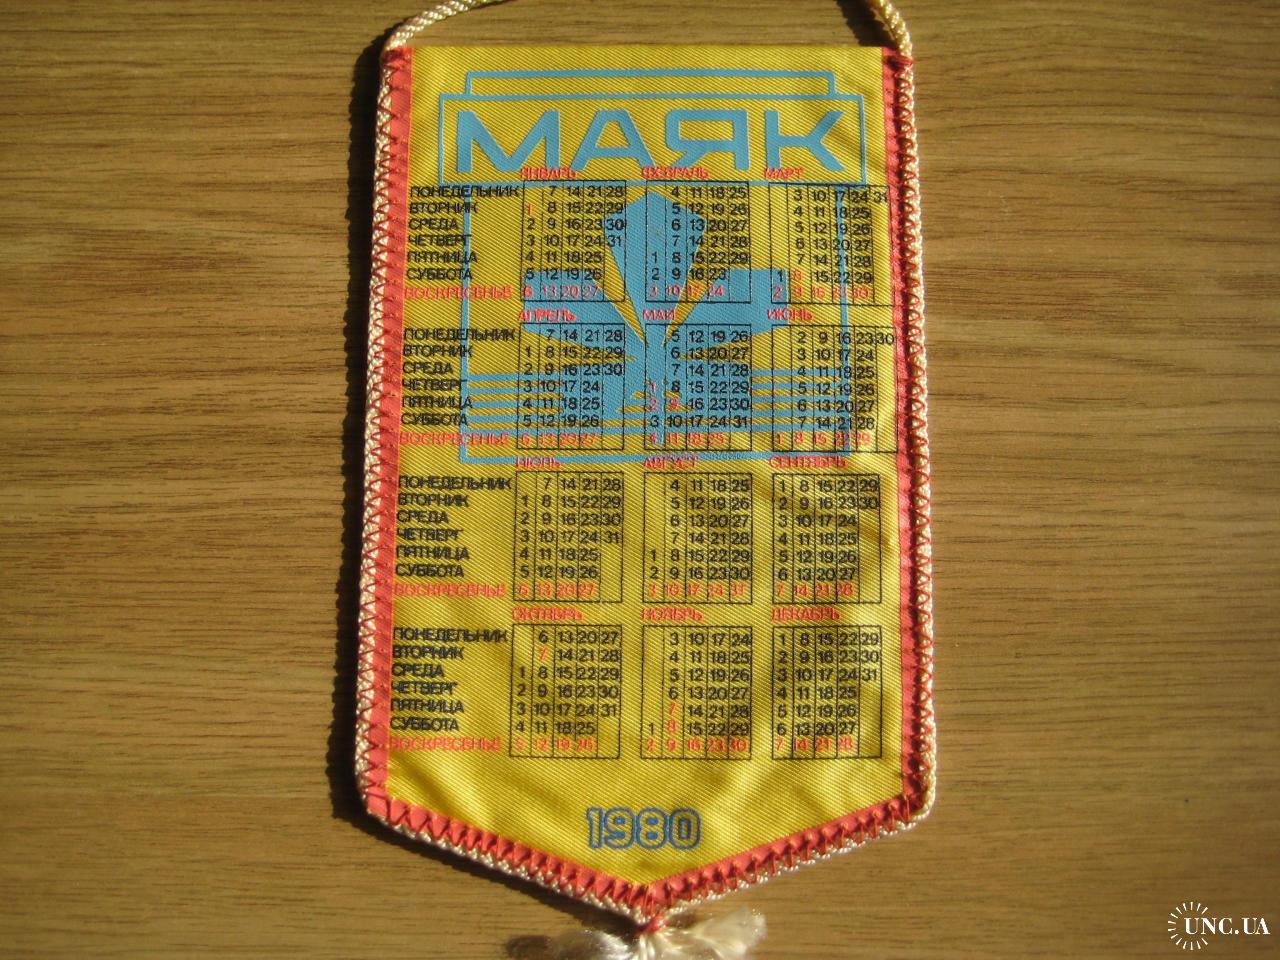 МАЯК
ЯНВАРЬ ФЕВРАЛЬ МАРТ
ПОНЕДЕЛЬНИК 7 14 21 28 4 11 18 25 3 10 17 24 31
ВТОРНИК 1 8 15 22 29 5 12 19 26 4 11 18 25
СРЕДА 2 9 16 23 30 6 13 20 27 5 12 19 26
ЧЕТВЕРГ 3 10 17 24 31 7 14 21 28 6 13 20 27
ПЯТНИЦА 4 11 18 25 1 8 15 22 29 7 14 21 28
СУББОТА 5 12 19 26 2 9 16 23 1 8 15 22 29
ВОСКРЕСЕНЬЕ 6 13 20 27 3 10 17 24 2 9 16 23 30
АПРЕЛЬ МАЙ ИЮНЬ
ПОНЕДЕЛЬНИК 7 14 21 28 5 12 19 26 2 9 16 23 30
ВТОРНИК 1 8 15 22 29 6 13 20 27 3 10 17 24
СРЕДА 2 9 16 23 30 7 14 21 28 4 11 18 25
ЧЕТВЕРГ 3 10 17 24 1 8 15 22 29 5 12 19 26
ПЯТНИЦА 4 11 18 25 2 9 16 23 30 6 13 20 27
СУББОТА 5 12 19 26 3 10 17 24 31 7 14 21 28
ВОСКРЕСЕНЬЕ 6 13 20 27 4 11 18 25 1 8 15 22 29
ИЮЛЬ АВГУСТ СЕНТЯБРЬ
ПОНЕДЕЛЬНИК 7 14 21 28 4 11 18 25 1 8 15 22 29
ВТОРНИК 1 8 15 22 29 5 12 19 26 2 9 16 23 30
СРЕДА 2 9 16 23 30 6 13 20 27 3 10 17 24
ЧЕТВЕРГ 3 10 17 24 31 7 14 21 28 4 11 18 25
ПЯТНИЦА 4 11 18 25 1 8 15 22 29 5 12 19 26
СУББОТА 5 12 19 26 2 9 16 23 30 6 13 20 27
ВОСКРЕСЕНЬЕ 6 13 20 27 3 10 17 24 31 7 14 21 28
ОКТЯБРЬ НОЯБРЬ ДЕКАБРЬ
ПОНЕДЕЛЬНИК 6 13 20 27 3 10 17 24 1 8 15 22 29
ВТОРНИК 7 14 21 28 4 11 18 25 2 9 16 23 30
СРЕДА 1 8 15 22 29 5 12 19 26 3 10 17 24 31
ЧЕТВЕРГ 2 9 16 23 30 6 13 20 27 4 11 18 25
ПЯТНИЦА 3 10 17 24 31 7 14 21 28 5 12 19 26
СУББОТА 4 11 18 25 1 8 15 22 29 6 13 20 27
ВОСКРЕСЕНЬЕ 5 12 19 26 2 9 16 23 30 7 14 21 28
1980
UNC.UA